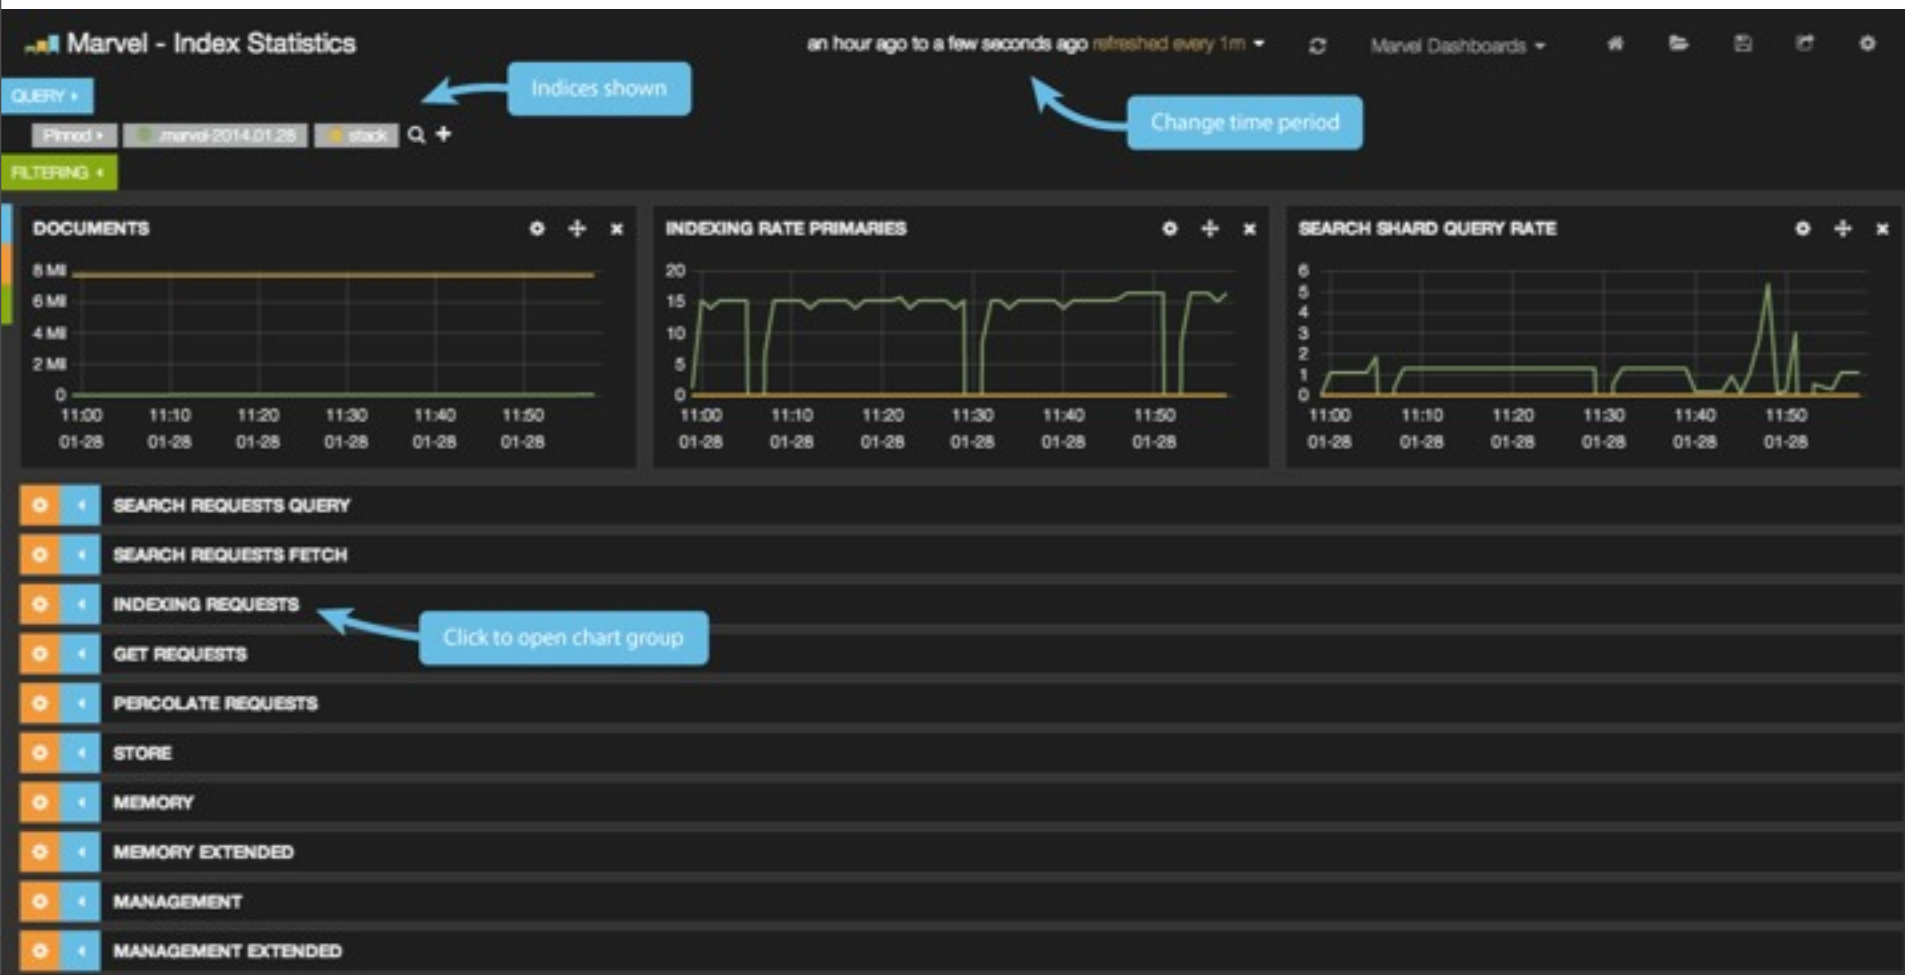 Marvel - Index Statistics
an hour ago to a few seconds ago refreshed every 1m
Marvel Dashboards
Indices shown
QUERY
Change time period
Pinned
.marvel-2014.01.28
stack
FILTERING
DOCUMENTS
8 Mil
6 Mil
4 Mil
2 Mil
0
11:00 11:10 11:20 11:30 11:40 11:50
01-28 01-28 01-28 01-28 01-28 01-28
INDEXING RATE PRIMARIES
20
15
10
5
0
11:00 11:10 11:20 11:30 11:40 11:50
01-28 01-28 01-28 01-28 01-28 01-28
SEARCH SHARD QUERY RATE
6
5
4
3
2
1
0
11:00 11:10 11:20 11:30 11:40 11:50
01-28 01-28 01-28 01-28 01-28 01-28
SEARCH REQUESTS QUERY
SEARCH REQUESTS FETCH
INDEXING REQUESTS
Click to open chart group
GET REQUESTS
PERCOLATE REQUESTS
STORE
MEMORY
MEMORY EXTENDED
MANAGEMENT
MANAGEMENT EXTENDED